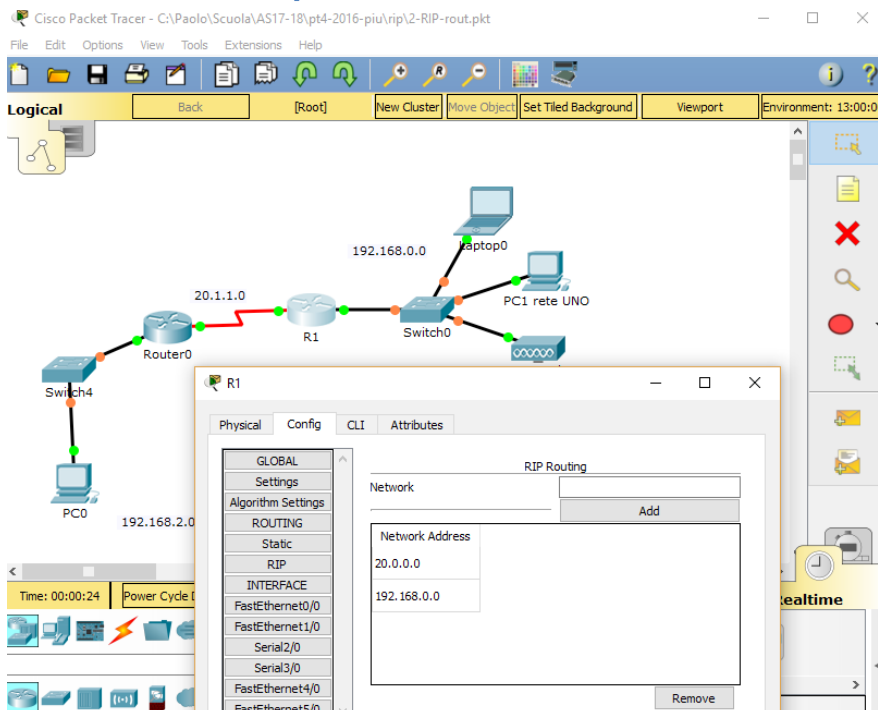 Cisco Packet Tracer - C:\Paolo\Scuola\AS17-18\pt4-2016-piu\rip\2-RIP-rout.pkt
File Edit Options View Tools Extensions Help
Logical Back [Root] New Cluster Move Object Set Tiled Background Viewport Environment: 13:00:0
192.168.0.0
Laptop0
PC1 rete UNO
20.1.1.0
R1
Switch0
Router0
Switch4
PC0
192.168.2.0
R1
Physical Config CLI Attributes
GLOBAL
Settings
Algorithm Settings
ROUTING
Static
RIP
INTERFACE
FastEthernet0/0
FastEthernet1/0
Serial2/0
Serial3/0
FastEthernet4/0
FastEthernet5/0
RIP Routing
Network
Add
Network Address
20.0.0.0
192.168.0.0
Remove
Time: 00:00:24 Power Cycle D
Realtime